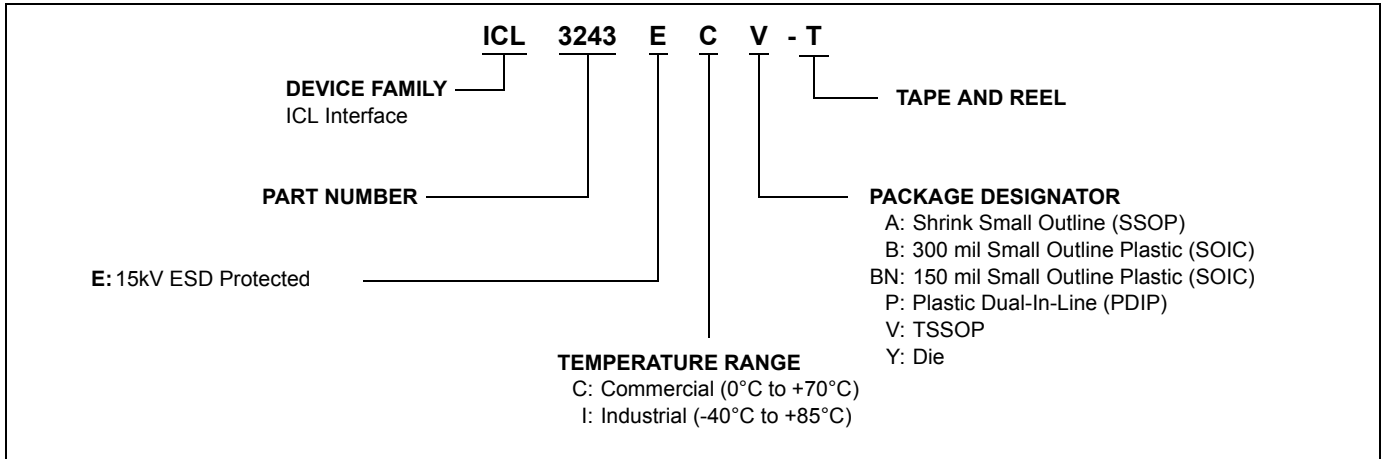 ICL 3243 E C V - T
DEVICE FAMILY
ICL Interface
TAPE AND REEL
PART NUMBER
PACKAGE DESIGNATOR
A: Shrink Small Outline (SSOP)
B: 300 mil Small Outline Plastic (SOIC)
BN: 150 mil Small Outline Plastic (SOIC)
P: Plastic Dual-In-Line (PDIP)
V: TSSOP
Y: Die
E: 15kV ESD Protected
TEMPERATURE RANGE
C: Commercial (0°C to +70°C)
I: Industrial (-40°C to +85°C)